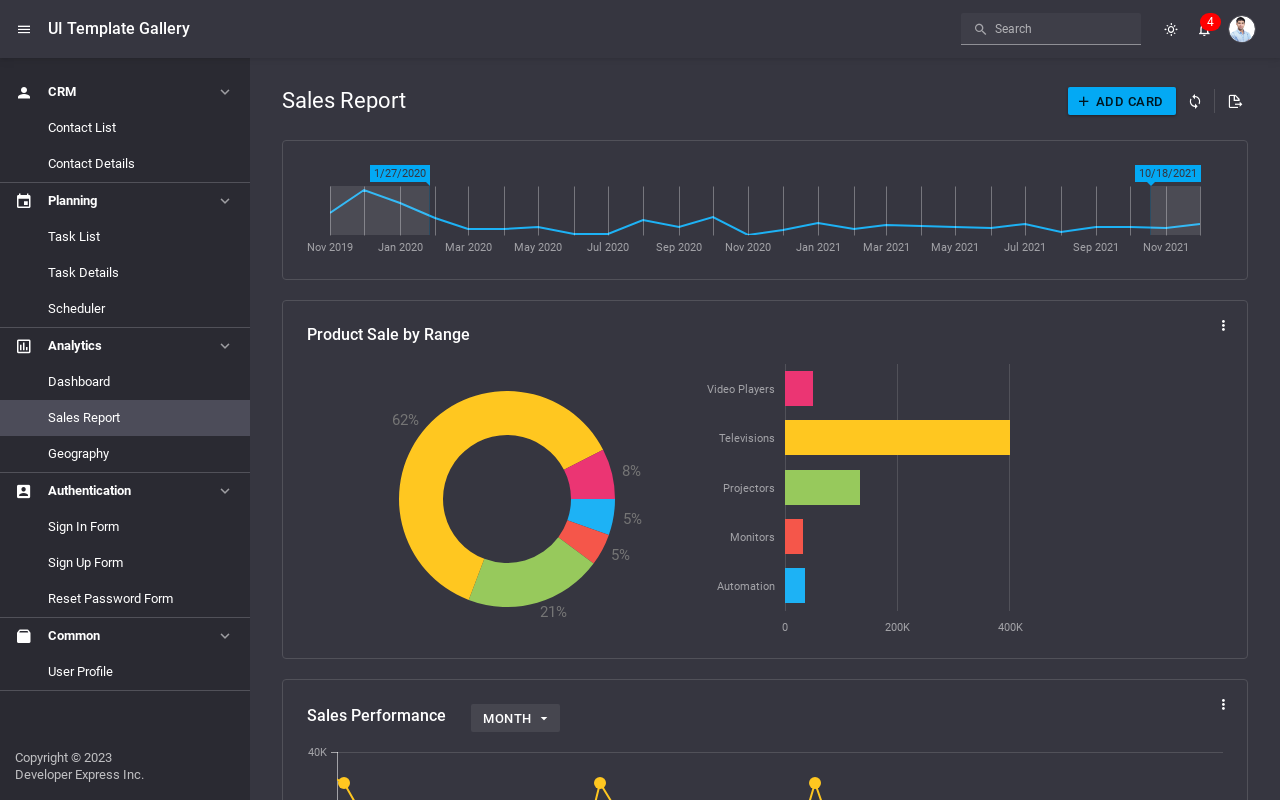 UI Template Gallery
Search
4
CRM
Contact List
Contact Details
Planning
Task List
Task Details
Scheduler
Analytics
Dashboard
Sales Report
Geography
Authentication
Sign In Form
Sign Up Form
Reset Password Form
Common
User Profile
Copyright © 2023
Developer Express Inc.
Sales Report
ADD CARD
1/27/2020
10/18/2021
Nov 2019 Jan 2020 Mar 2020 May 2020 Jul 2020 Sep 2020 Nov 2020 Jan 2021 Mar 2021 May 2021 Jul 2021 Sep 2021 Nov 2021
Product Sale by Range
62%
8%
5%
5%
21%
Video Players
Televisions
Projectors
Monitors
Automation
0 200K 400K
Sales Performance
MONTH
40K